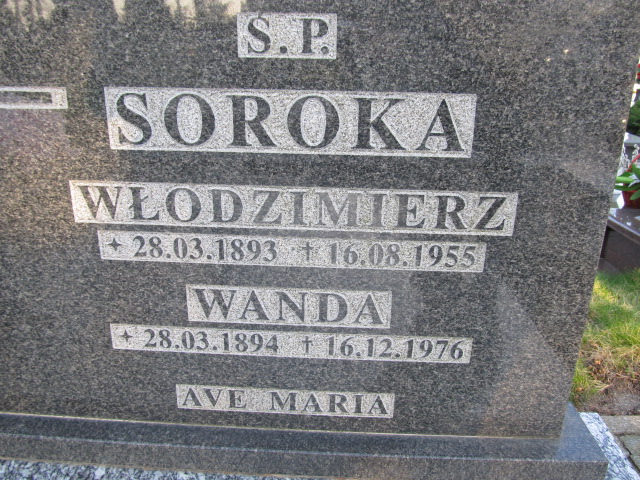 Ś.P.
SOROKA
WŁODZIMIERZ
✦ 28.03.1893 † 16.08.1955
WANDA
✦ 28.03.1894 † 16.12.1976
AVE MARIA